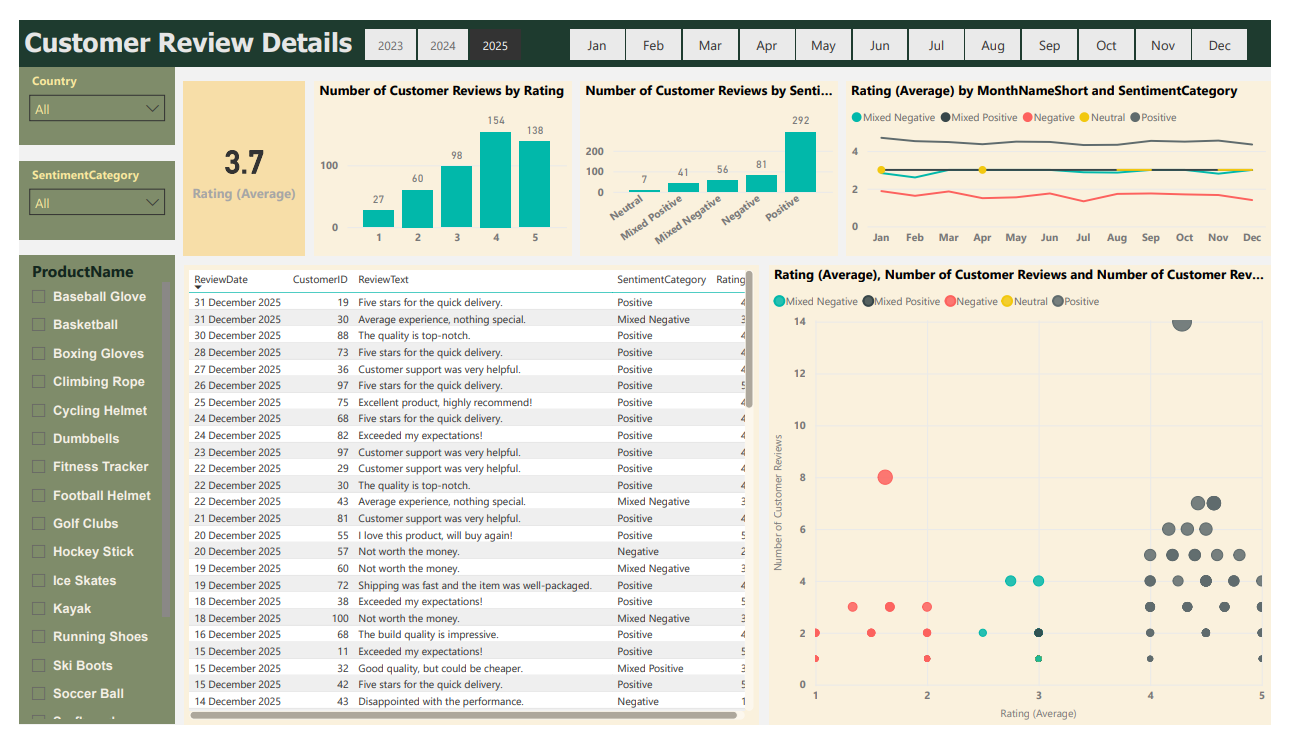 Customer Review Details 2023 2024 2025 Jan Feb Mar Apr May Jun Jul Aug Sep Oct Nov Dec
Country
All
SentimentCategory
All
ProductName
Baseball Glove
Basketball
Boxing Gloves
Climbing Rope
Cycling Helmet
Dumbbells
Fitness Tracker
Football Helmet
Golf Clubs
Hockey Stick
Ice Skates
Kayak
Running Shoes
Ski Boots
Soccer Ball
3.7
Rating (Average)
Number of Customer Reviews by Rating
100
0
27 60 98 154 138
1 2 3 4 5
Number of Customer Reviews by Senti...
200
100
0
7 41 56 81 292
Neutral Mixed Positive Mixed Negative Negative Positive
Rating (Average) by MonthNameShort and SentimentCategory
Mixed Negative Mixed Positive Negative Neutral Positive
4
2
0
Jan Feb Mar Apr May Jun Jul Aug Sep Oct Nov Dec
ReviewDate CustomerID ReviewText SentimentCategory Rating
31 December 2025 19 Five stars for the quick delivery. Positive 4
31 December 2025 30 Average experience, nothing special. Mixed Negative 3
30 December 2025 88 The quality is top-notch. Positive 4
28 December 2025 73 Five stars for the quick delivery. Positive 4
27 December 2025 36 Customer support was very helpful. Positive 4
26 December 2025 97 Five stars for the quick delivery. Positive 5
25 December 2025 75 Excellent product, highly recommend! Positive 4
24 December 2025 68 Five stars for the quick delivery. Positive 4
24 December 2025 82 Exceeded my expectations! Positive 4
23 December 2025 97 Customer support was very helpful. Positive 4
22 December 2025 29 Customer support was very helpful. Positive 4
22 December 2025 30 The quality is top-notch. Positive 4
22 December 2025 43 Average experience, nothing special. Mixed Negative 3
21 December 2025 81 Customer support was very helpful. Positive 4
20 December 2025 55 I love this product, will buy again! Positive 5
20 December 2025 57 Not worth the money. Negative 2
19 December 2025 60 Not worth the money. Mixed Negative 3
19 December 2025 72 Shipping was fast and the item was well-packaged. Positive 4
18 December 2025 38 Exceeded my expectations! Positive 5
18 December 2025 100 Not worth the money. Mixed Negative 3
16 December 2025 68 The build quality is impressive. Positive 4
15 December 2025 11 Exceeded my expectations! Positive 5
15 December 2025 32 Good quality, but could be cheaper. Mixed Positive 3
15 December 2025 42 Five stars for the quick delivery. Positive 5
14 December 2025 43 Disappointed with the performance. Negative 1
Rating (Average), Number of Customer Reviews and Number of Customer Rev...
Mixed Negative Mixed Positive Negative Neutral Positive
Number of Customer Reviews
14
12
10
8
6
4
2
0
1 2 3 4 5
Rating (Average)